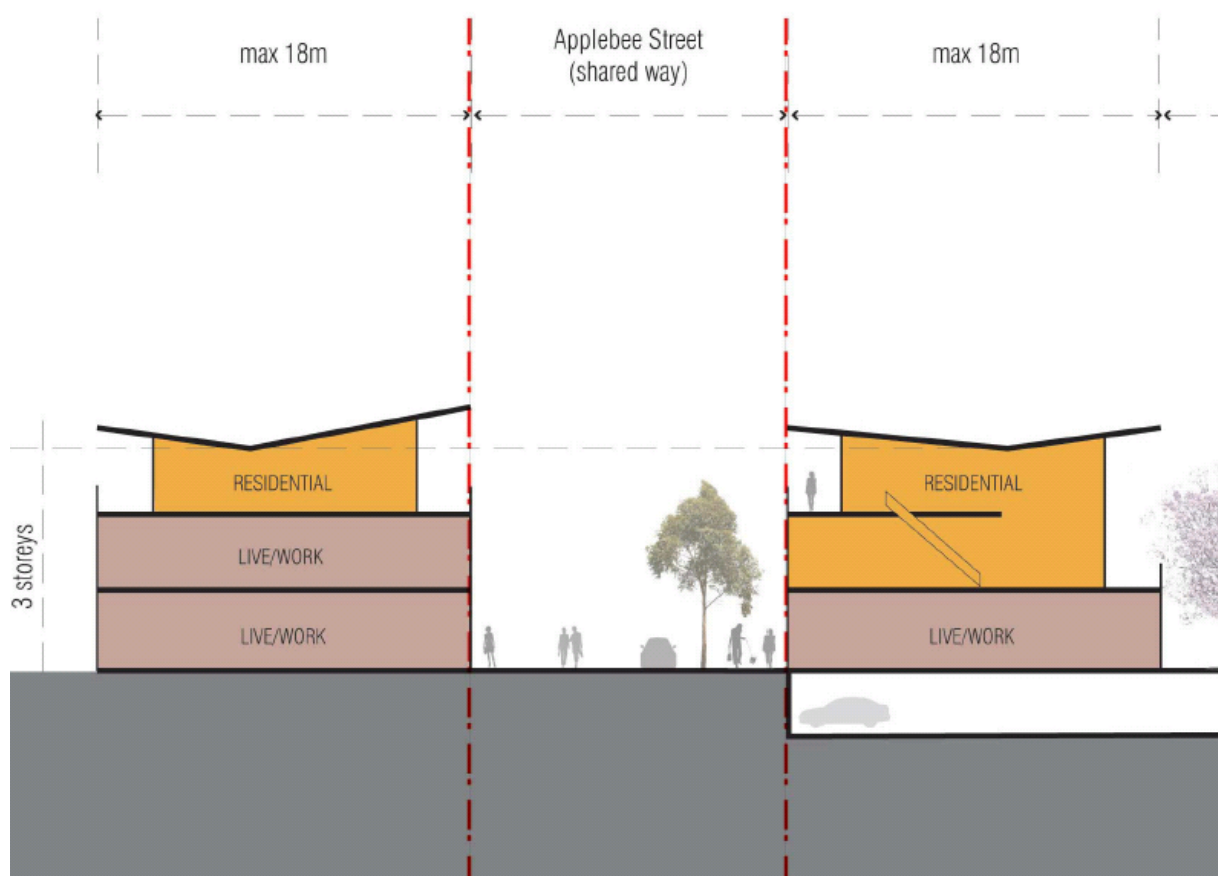 max 18m
Applebee Street
(shared way)
max 18m
RESIDENTIAL
RESIDENTIAL
LIVE/WORK
3 storeys
LIVE/WORK
LIVE/WORK